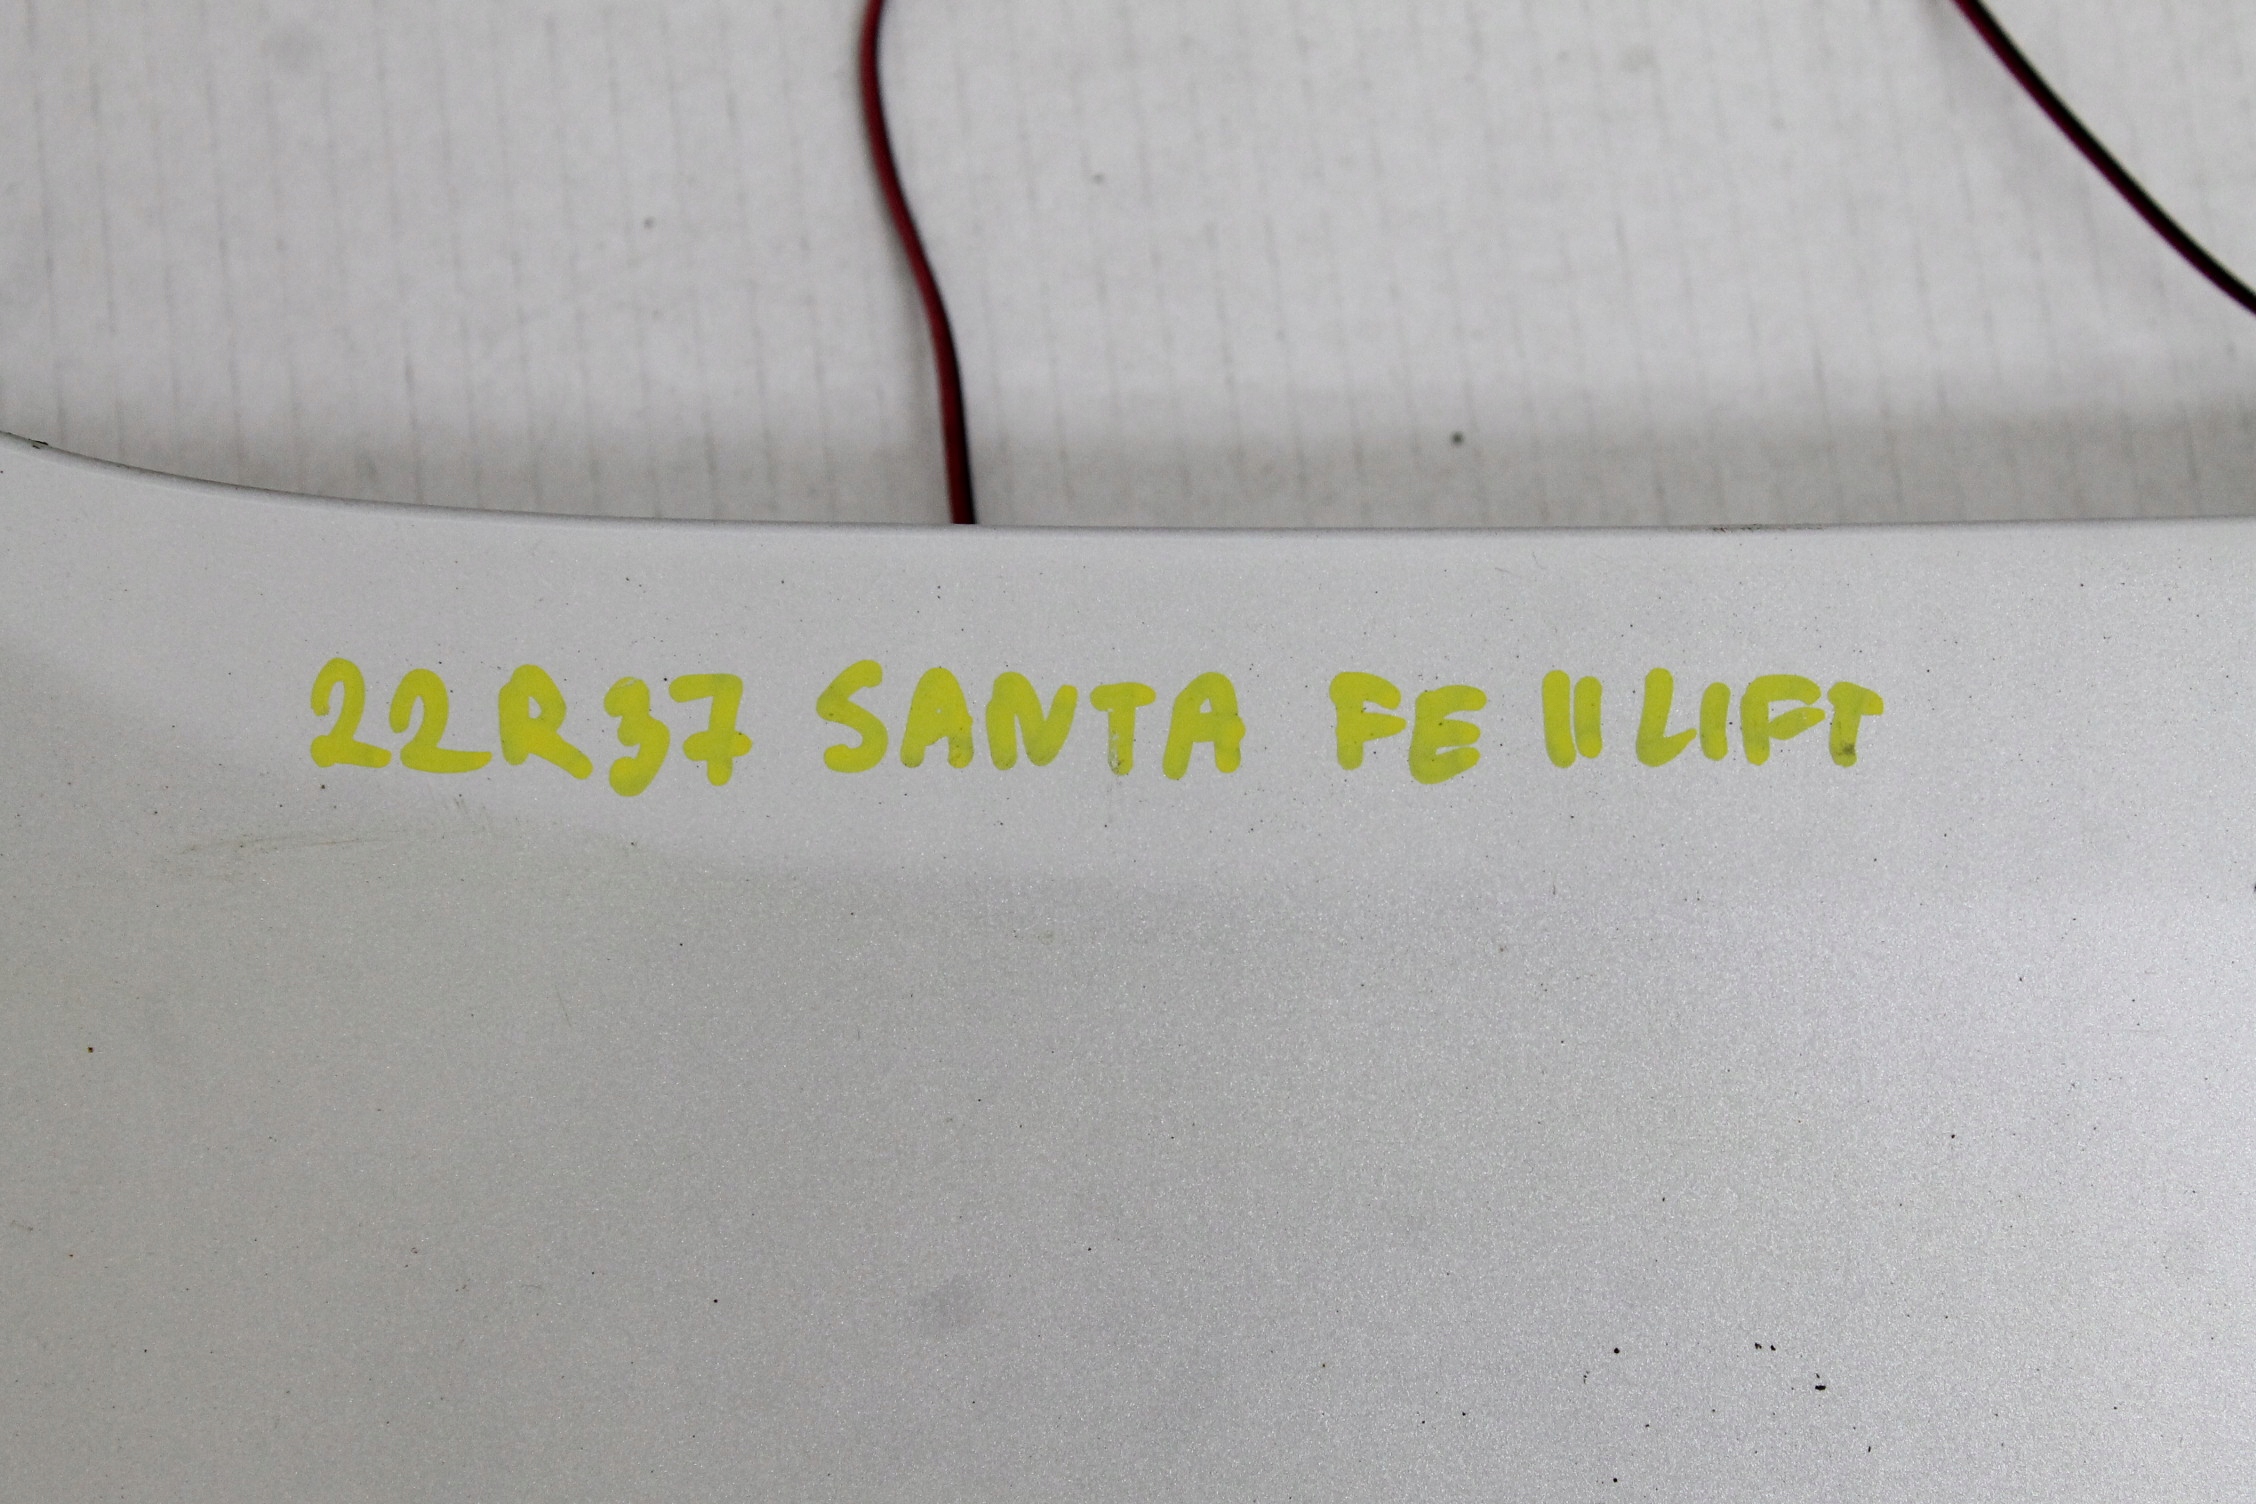 22R37 SANTA FE II LIFT